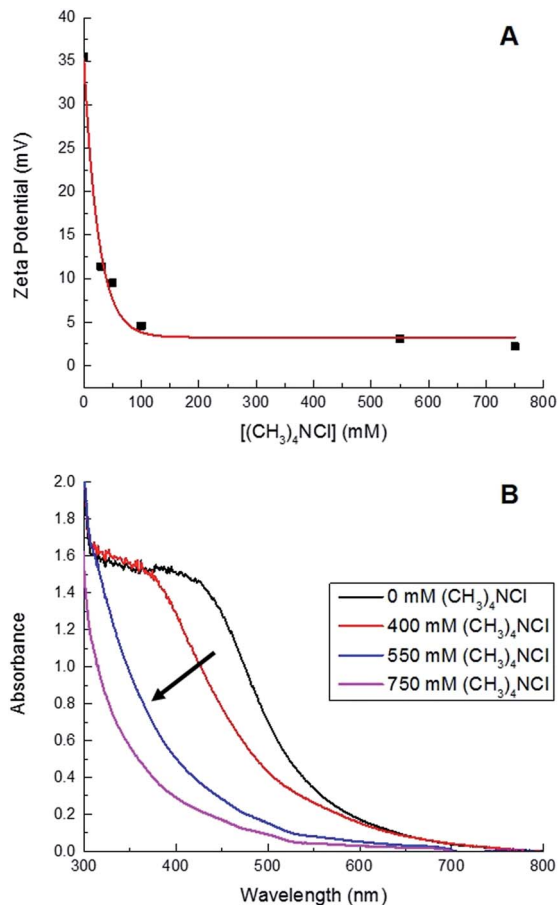 A
40
35
30
25
20
15
10
5
0
Zeta Potential (mV)
0 100 200 300 400 500 600 700 800
[(CH₃)₄NCl] (mM)
B
2.0
1.8
1.6
1.4
1.2
1.0
0.8
0.6
0.4
0.2
0.0
Absorbance
0 mM (CH₃)₄NCl
400 mM (CH₃)₄NCl
550 mM (CH₃)₄NCl
750 mM (CH₃)₄NCl
300 400 500 600 700 800
Wavelength (nm)